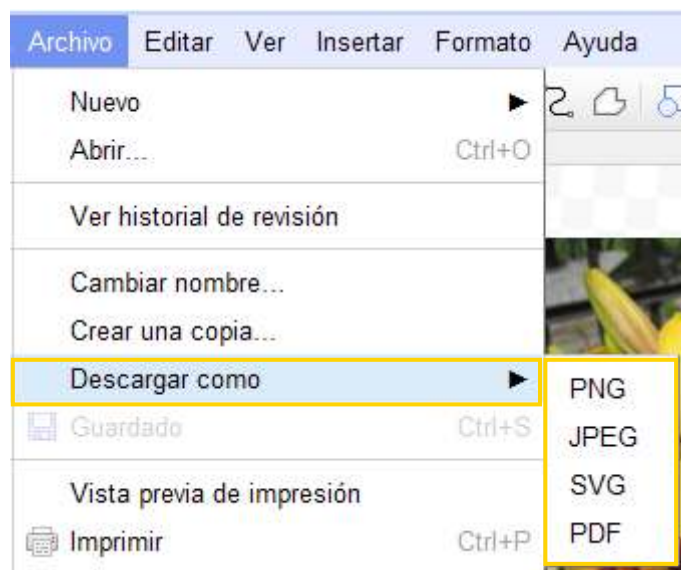 Archivo Editar Ver Insertar Formato Ayuda
Nuevo
Abrir... Ctrl+O
Ver historial de revisión
Cambiar nombre...
Crear una copia...
Descargar como
PNG
Guardado Ctrl+S
JPEG
Vista previa de impresión
SVG
Imprimir Ctrl+P
PDF